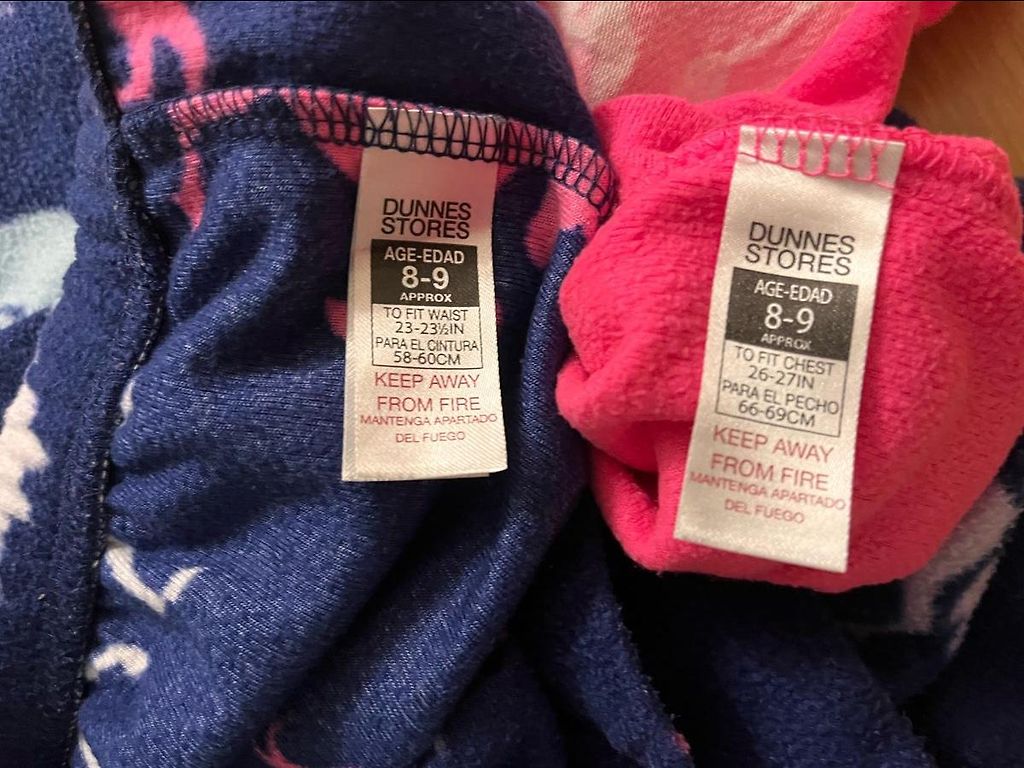 DUNNES
STORES
AGE-EDAD
8-9
APPROX
TO FIT WAIST
23-23½IN
PARA EL CINTURA
58-60CM
KEEP AWAY
FROM FIRE
MANTENGA APARTADO
DEL FUEGO
DUNNES
STORES
AGE-EDAD
8-9
APPROX
TO FIT CHEST
26-27IN
PARA EL PECHO
66-69CM
KEEP AWAY
FROM FIRE
MANTENGA APARTADO
DEL FUEGO